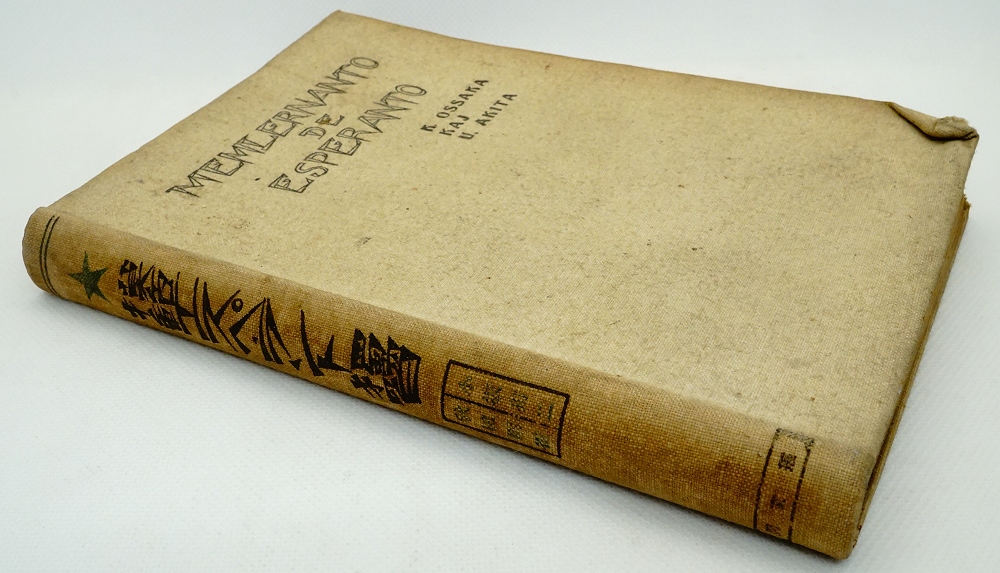 MEMLERNANTO
DE
ESPERANTO
K. OSSAKA
KAJ
U. AKITA
模範エスペラント獨習